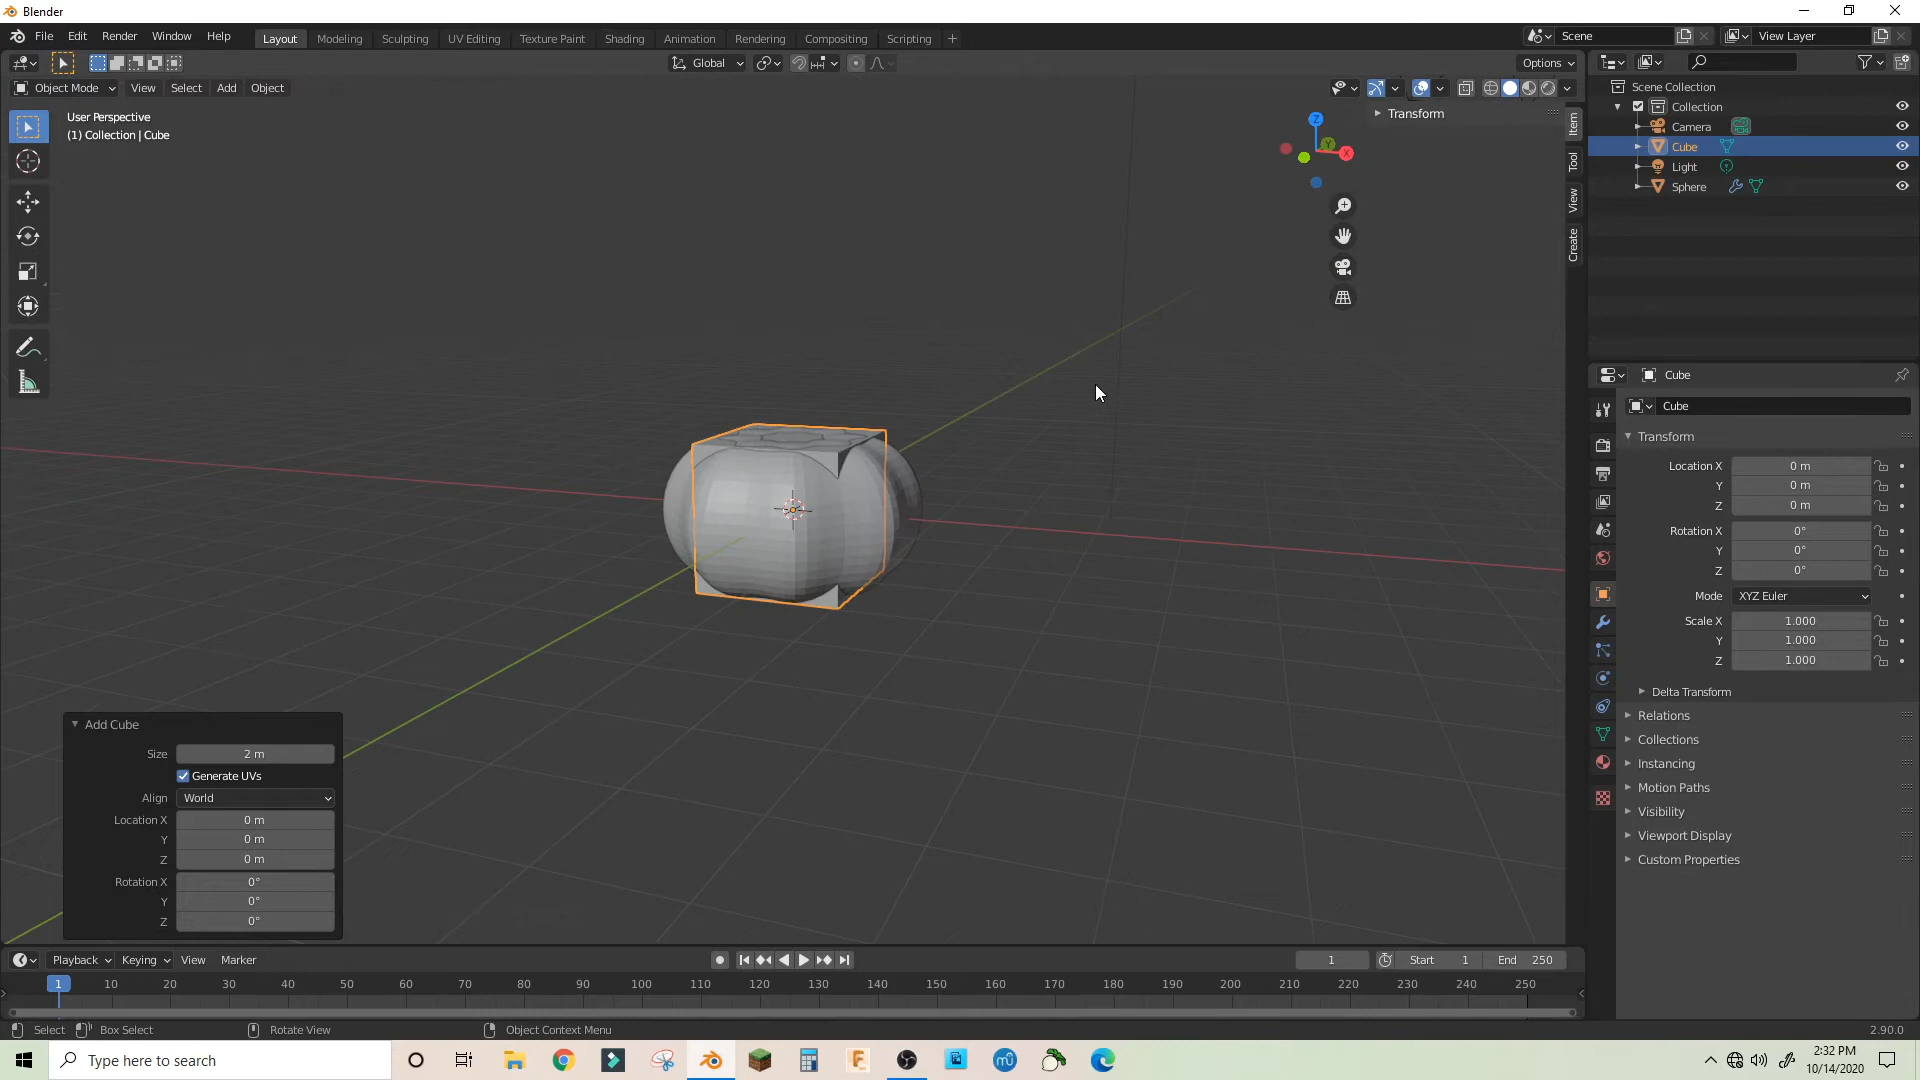 Blender
File Edit Render Window Help
Layout Modeling Sculpting UV Editing Texture Paint Shading Animation Rendering Compositing Scripting +
Scene
View Layer
Global
Options
Object Mode View Select Add Object
User Perspective
(1) Collection | Cube
Transform
Z
Y
X
Item
Tool
View
Create
Scene Collection
Collection
Camera
Cube
Light
Sphere
Cube
Cube
Transform
Location X 0 m
Y 0 m
Z 0 m
Rotation X 0°
Y 0°
Z 0°
Mode XYZ Euler
Scale X 1.000
Y 1.000
Z 1.000
Delta Transform
Relations
Collections
Instancing
Motion Paths
Visibility
Viewport Display
Custom Properties
Add Cube
Size 2 m
Generate UVs
Align World
Location X 0 m
Y 0 m
Z 0 m
Rotation X 0°
Y 0°
Z 0°
Playback Keying View Marker
1
Start 1
End 250
1 10 20 30 40 50 60 70 80 90 100 110 120 130 140 150 160 170 180 190 200 210 220 230 240 250
Select Box Select Rotate View Object Context Menu
2.90.0
Type here to search
mü
2:32 PM
10/14/2020